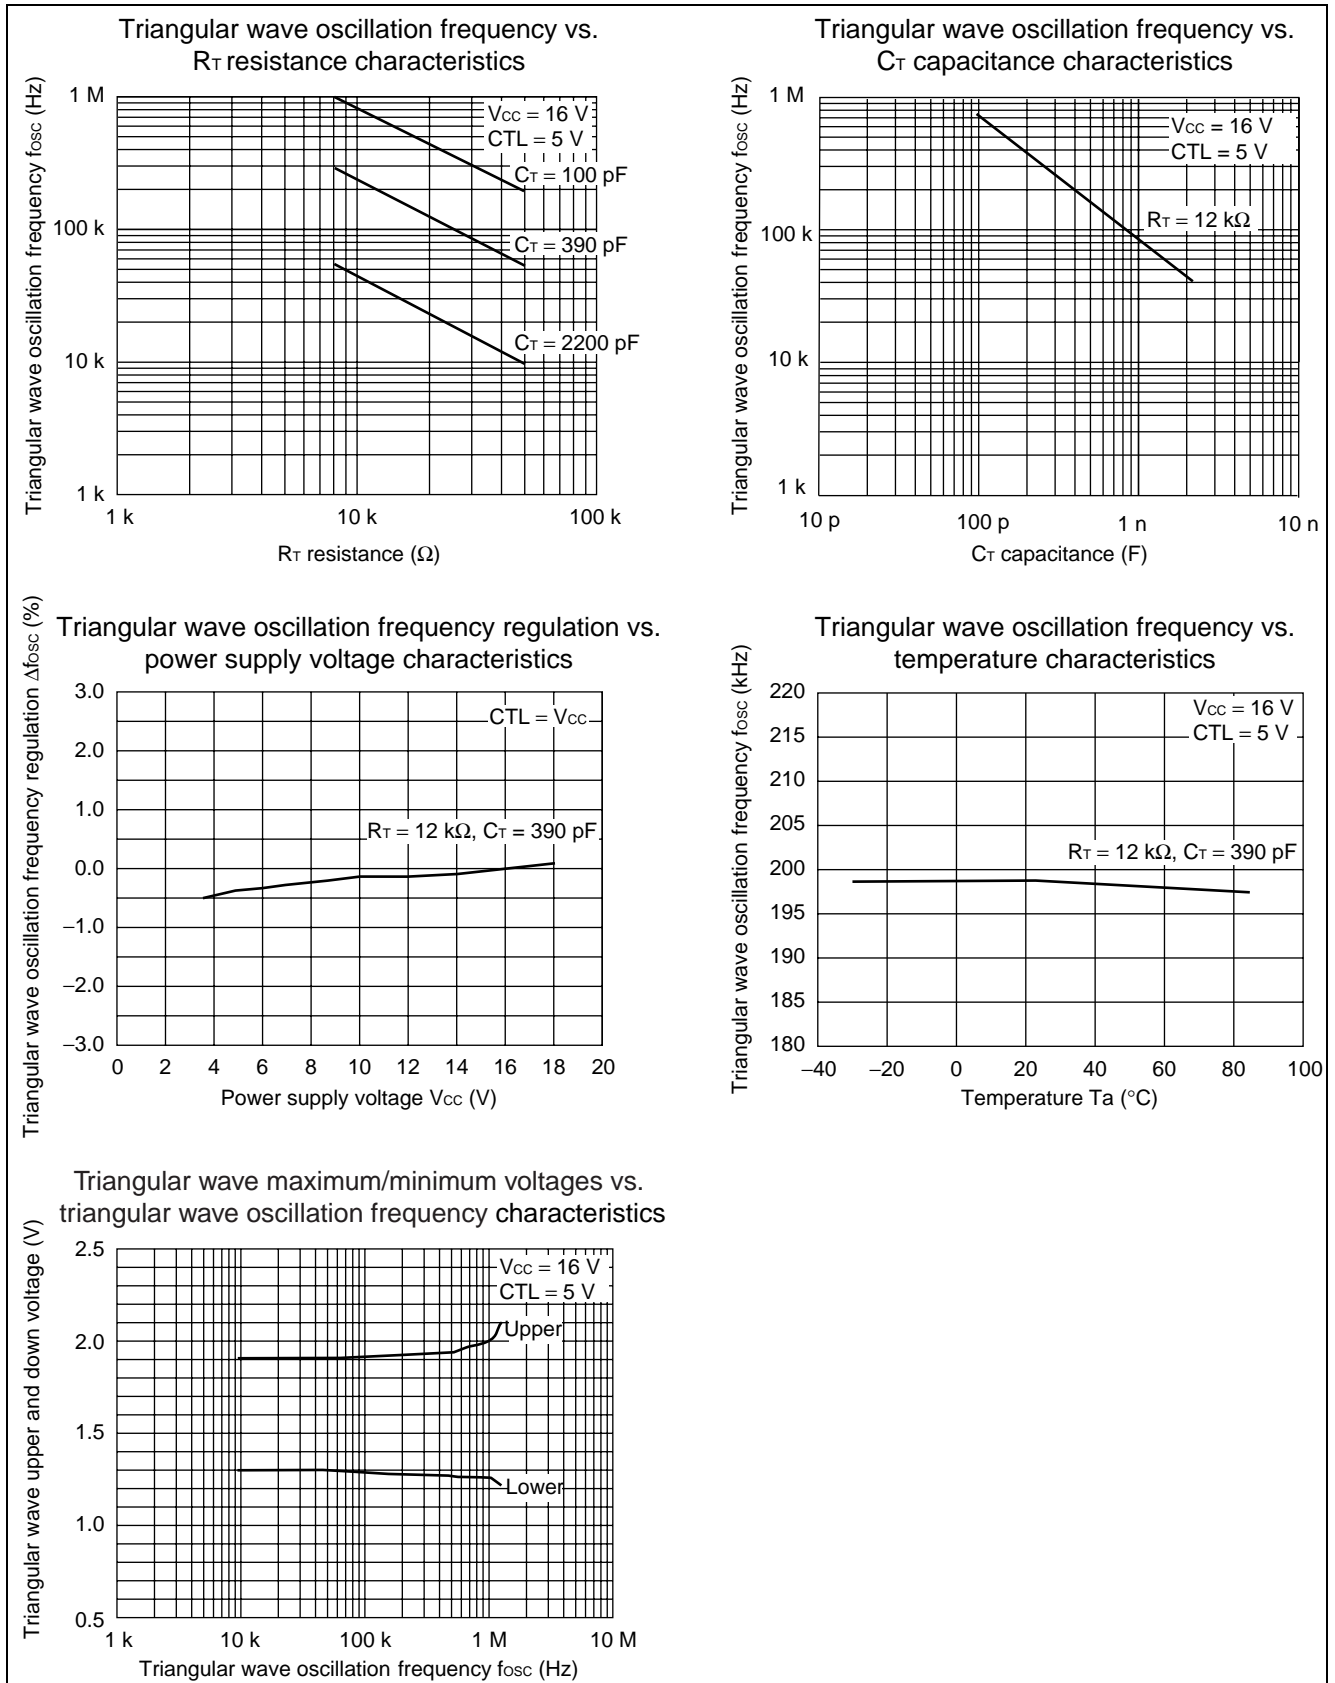 Triangular wave oscillation frequency vs.
RT resistance characteristics
Triangular wave oscillation frequency fosc (Hz)
1 M
100 k
10 k
1 k
VCC = 16 V
CTL = 5 V
CT = 100 pF
CT = 390 pF
CT = 2200 pF
1 k
10 k
100 k
RT resistance (Ω)
Triangular wave oscillation frequency vs.
CT capacitance characteristics
Triangular wave oscillation frequency fosc (Hz)
1 M
100 k
10 k
1 k
VCC = 16 V
CTL = 5 V
RT = 12 kΩ
10 p
100 p
1 n
10 n
CT capacitance (F)
Triangular wave oscillation frequency regulation vs.
power supply voltage characteristics
Triangular wave oscillation frequency regulation Δfosc (%)
3.0
2.0
1.0
0.0
−1.0
−2.0
−3.0
CTL = VCC
RT = 12 kΩ, CT = 390 pF
0 2 4 6 8 10 12 14 16 18 20
Power supply voltage VCC (V)
Triangular wave oscillation frequency vs.
temperature characteristics
Triangular wave oscillation frequency fosc (kHz)
220
215
210
205
200
195
190
185
180
VCC = 16 V
CTL = 5 V
RT = 12 kΩ, CT = 390 pF
−40 −20 0 20 40 60 80 100
Temperature Ta (°C)
Triangular wave maximum/minimum voltages vs.
triangular wave oscillation frequency characteristics
Triangular wave upper and down voltage (V)
2.5
2.0
1.5
1.0
0.5
VCC = 16 V
CTL = 5 V
Upper
Lower
1 k
10 k
100 k
1 M
10 M
Triangular wave oscillation frequency fosc (Hz)